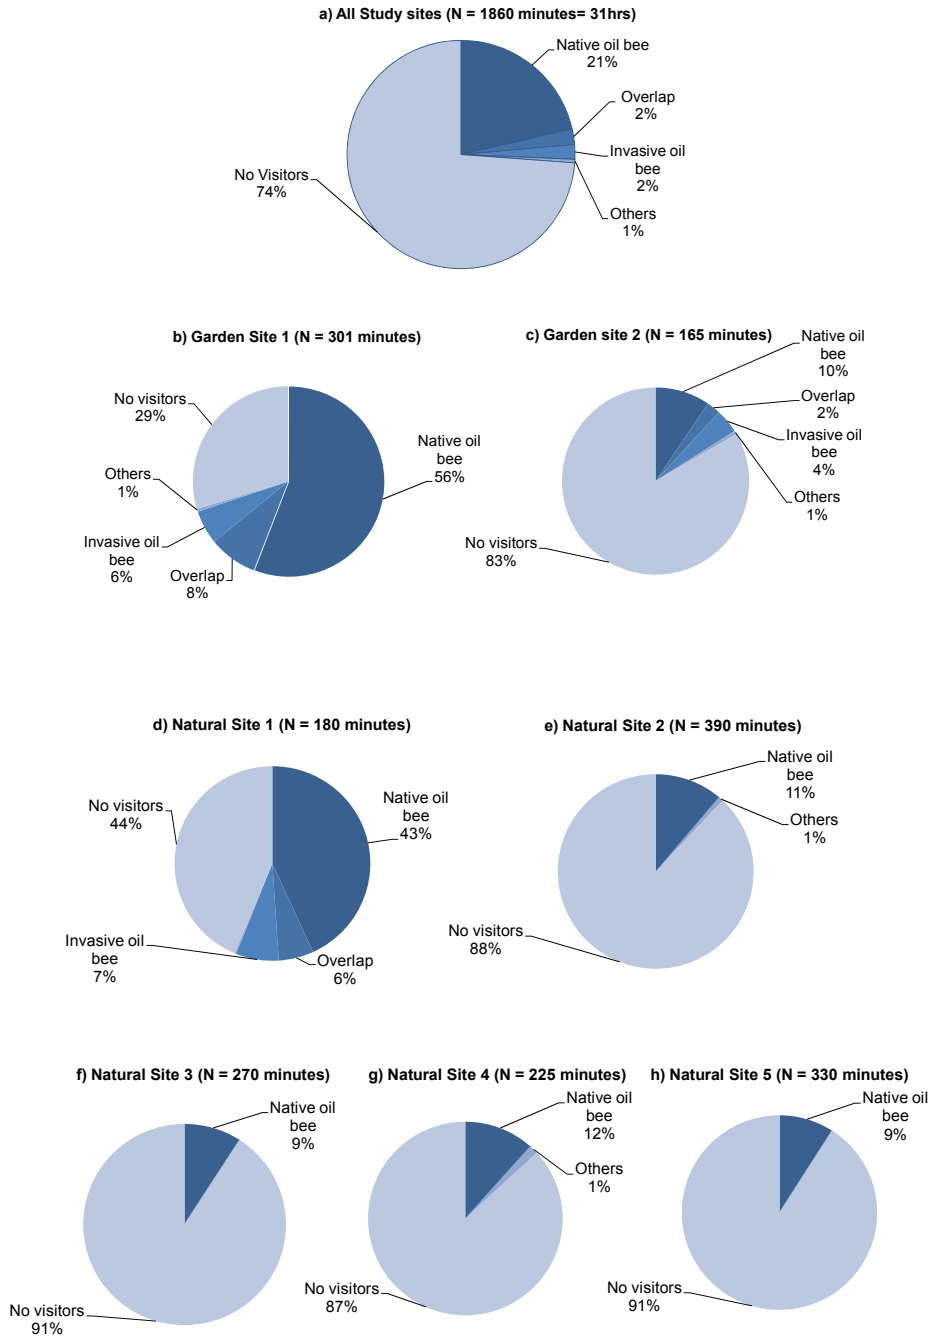 a) All Study sites (N = 1860 minutes= 31hrs)
Native oil bee
21%
Overlap
2%
Invasive oil
bee
2%
Others
1%
No Visitors
74%
b) Garden Site 1 (N = 301 minutes)
No visitors
29%
Native oil
bee
56%
Others
1%
Invasive oil
bee
6%
Overlap
8%
c) Garden site 2 (N = 165 minutes)
Native oil
bee
10%
Overlap
2%
Invasive oil
bee
4%
Others
1%
No visitors
83%
d) Natural Site 1 (N = 180 minutes)
No visitors
44%
Native oil
bee
43%
Invasive oil
bee
7%
Overlap
6%
e) Natural Site 2 (N = 390 minutes)
Native oil
bee
11%
Others
1%
No visitors
88%
f) Natural Site 3 (N = 270 minutes)
Native oil
bee
9%
No visitors
91%
g) Natural Site 4 (N = 225 minutes)
Native oil
bee
12%
Others
1%
No visitors
87%
h) Natural Site 5 (N = 330 minutes)
Native oil
bee
9%
No visitors
91%